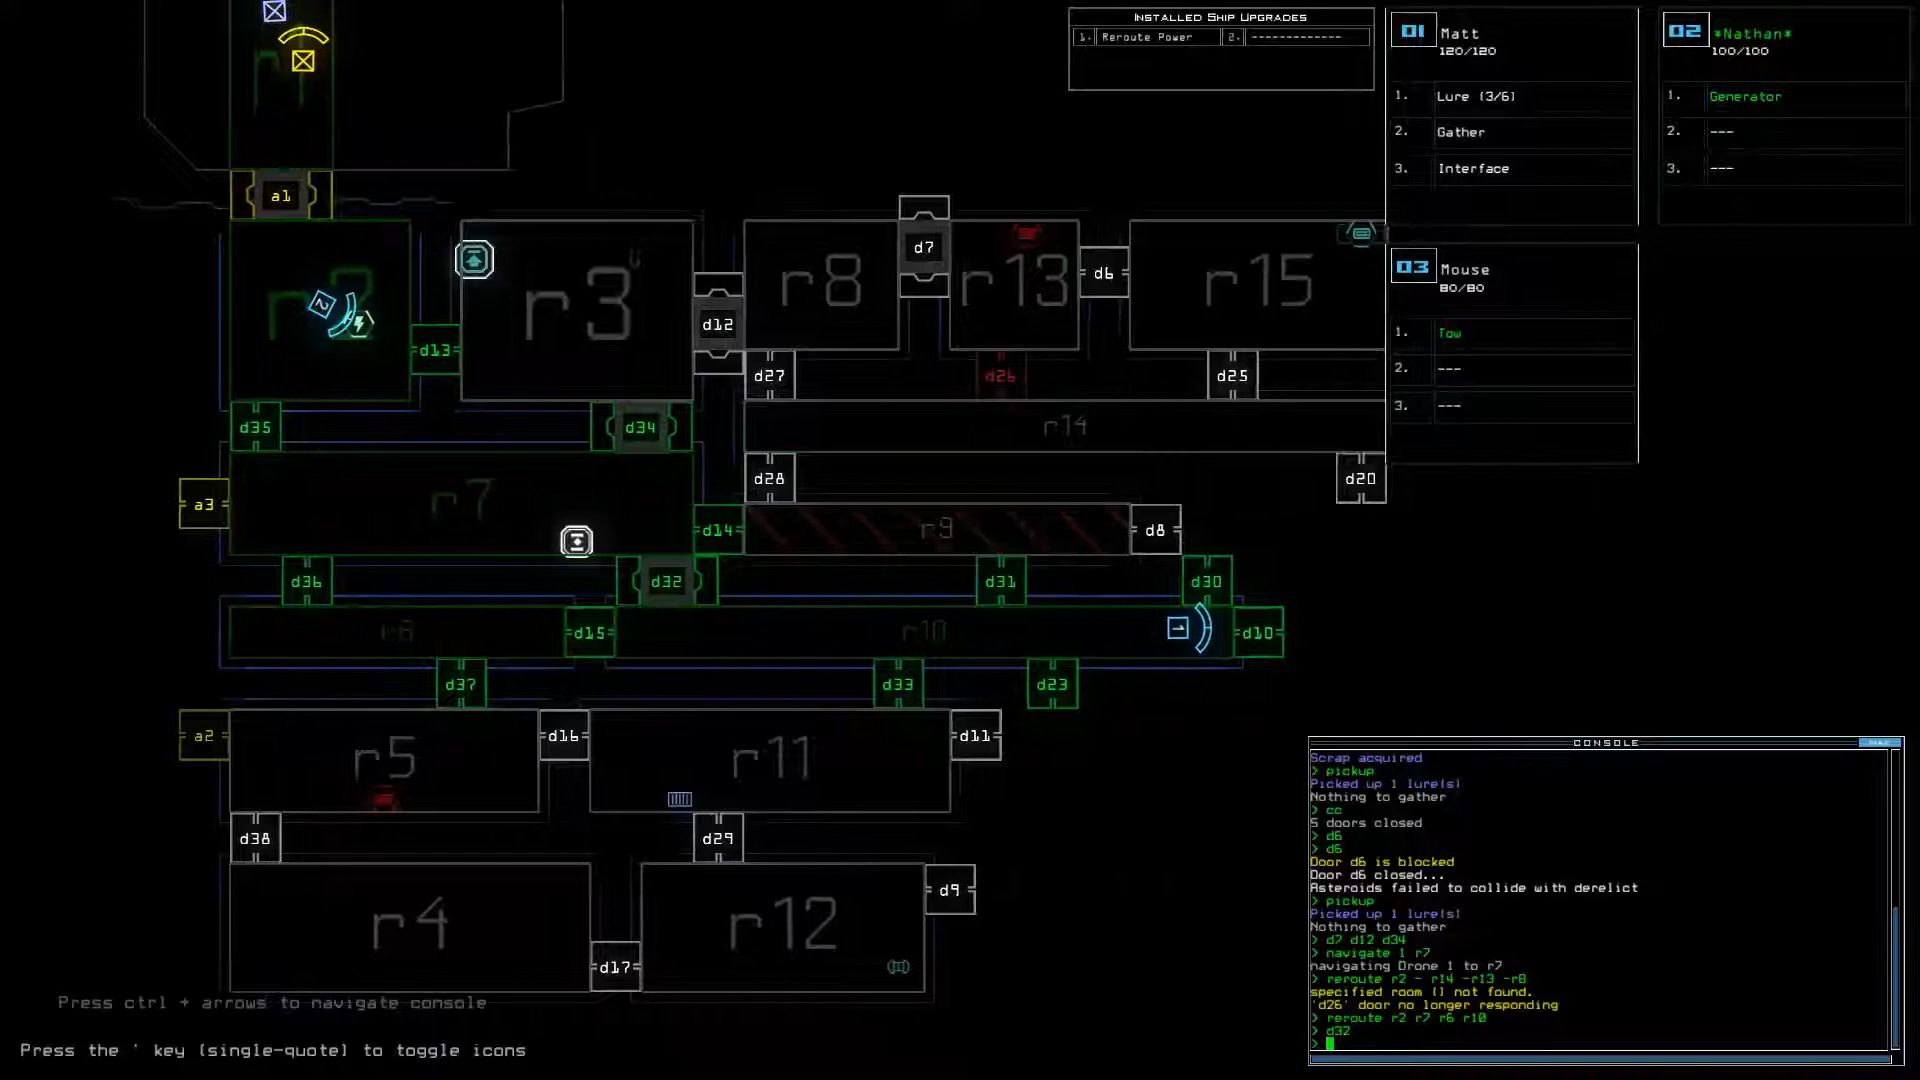 Installed Ship Upgrades
1. Reroute Power 2. -------------
01 Matt
120/120
1. Lure (3/6)
2. Gather
3. Interface
02 *Nathan*
100/100
1. Generator
2. ---
3. ---
03 Mouse
80/80
1. Tow
2. ---
3. ---
a1
r2
r3
r8
d7
r13
d6
r15
d12
d13
d27
d26
d25
d35
d34
r14
a3
r7
d28
d20
d14
r9
d8
d36
d32
d31
d30
r6
d15
r10
1
d10
d37
d33
d23
a2
r5
d16
r11
d11
d38
d29
r4
r12
d9
d17
2
CONSOLE
Scrap acquired
> pickup
Picked up 1 lure(s)
Nothing to gather
> cc
5 doors closed
> d6
> d6
Door d6 is blocked
Door d6 closed...
Asteroids failed to collide with derelict
> pickup
Picked up 1 lure(s)
Nothing to gather
> d7 d12 d34
> navigate 1 r7
navigating Drone 1 to r7
> reroute r2 - r14 -r13 -r8
specified room () not found.
'd26' door no longer responding
> reroute r2 r7 r6 r10
> d32
>
Press ctrl + arrows to navigate console
Press the ' key (single-quote) to toggle icons